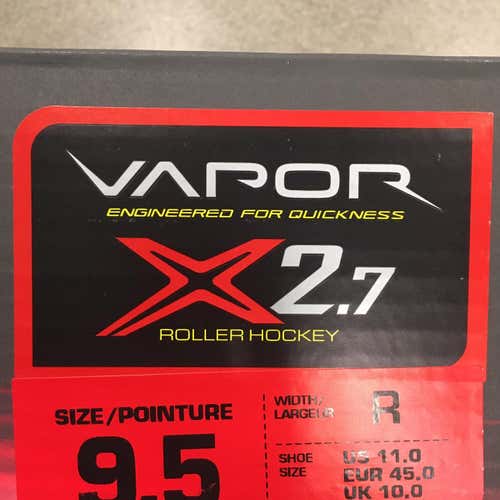 VAPOR
ENGINEERED FOR QUICKNESS
X2.7
ROLLER HOCKEY
SIZE/POINTURE
9.5
WIDTH/
LARGEUR
R
SHOE
SIZE
US 11.0
EUR 45.0
UK 10.0